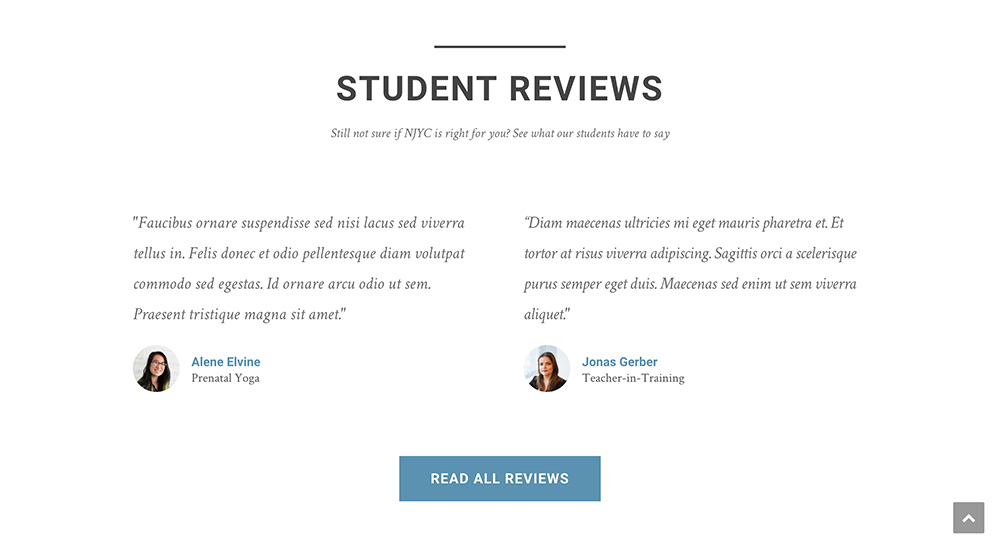 STUDENT REVIEWS
Still not sure if NJYC is right for you? See what our students have to say
"Faucibus ornare suspendisse sed nisi lacus sed viverra
tellus in. Felis donec et odio pellentesque diam volutpat
commodo sed egestas. Id ornare arcu odio ut sem.
Praesent tristique magna sit amet."
Alene Elvine
Prenatal Yoga
“Diam maecenas ultricies mi eget mauris pharetra et. Et
tortor at risus viverra adipiscing. Sagittis orci a scelerisque
purus semper eget duis. Maecenas sed enim ut sem viverra
aliquet."
Jonas Gerber
Teacher-in-Training
READ ALL REVIEWS